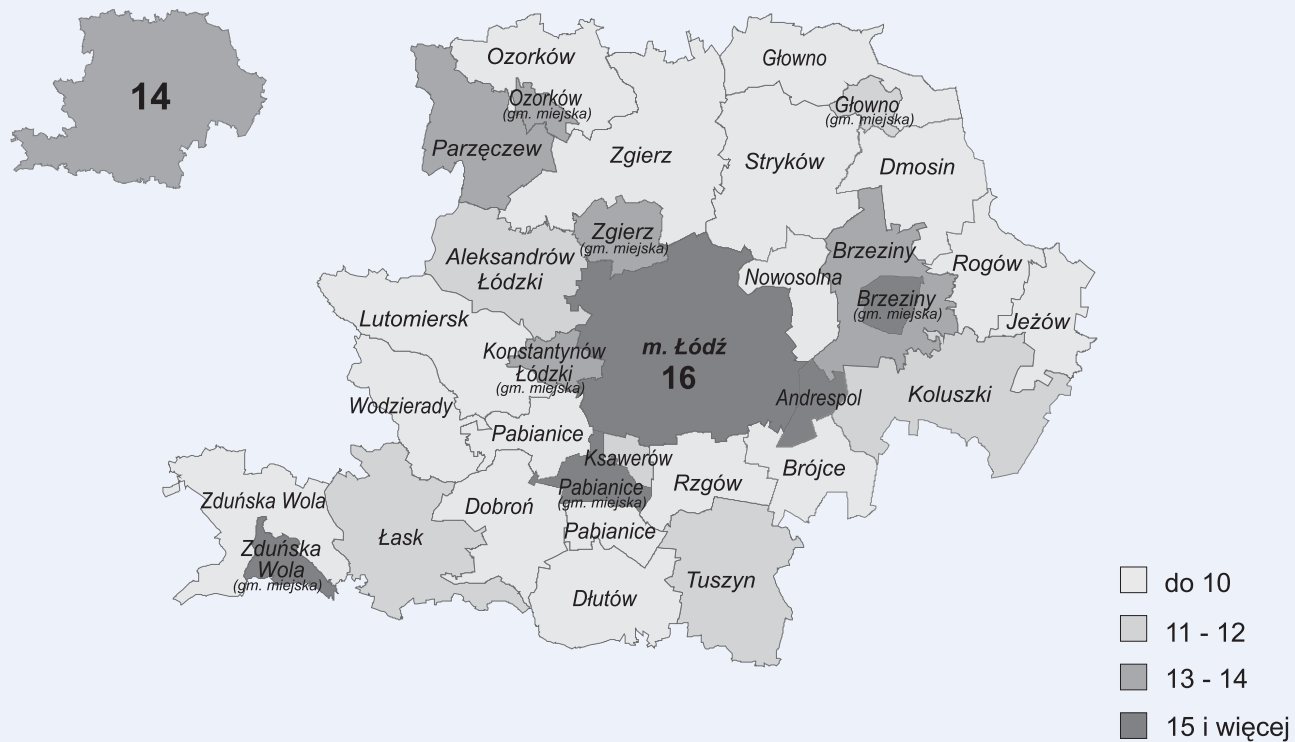 14
Ozorków
Głowno
Ozorków
(gm. miejska)
Głowno
(gm. miejska)
Parzęczew
Zgierz
Stryków
Dmosin
Zgierz
(gm. miejska)
Aleksandrów
Łódzki
Brzeziny
Rogów
Nowosolna
Brzeziny
(gm. miejska)
Lutomiersk
Jeżów
m. Łódź
16
Konstantynów
Łódzki
(gm. miejska)
Andrespol
Koluszki
Wodzierady
Pabianice
Ksawerów
Brójce
Rzgów
Pabianice
(gm. miejska)
Zduńska Wola
Dobroń
Pabianice
Łask
Zduńska
Wola
(gm. miejska)
Tuszyn
Dłutów
do 10
11 - 12
13 - 14
15 i więcej